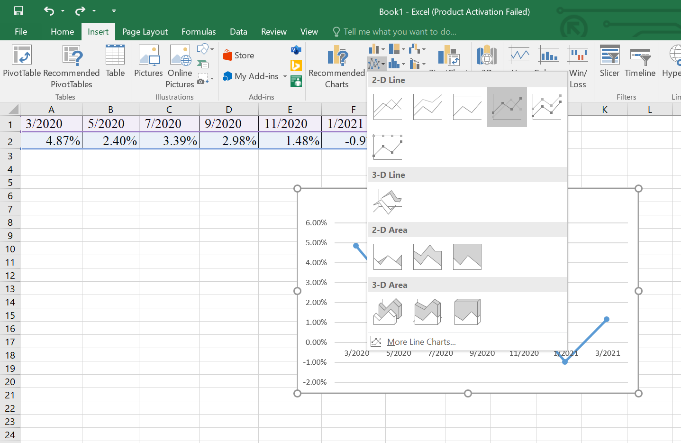 Book1 - Excel (Product Activation Failed)
File Home Insert Page Layout Formulas Data Review View Tell me what you want to do...
Store
My Add-ins
PivotTable Recommended PivotTables Table Pictures Online Pictures Recommended Charts Win/ Loss Slicer Timeline
Tables Illustrations Add-ins Filters
2-D Line
3-D Line
2-D Area
3-D Area
More Line Charts...
A B C D E F K L
1 3/2020 5/2020 7/2020 9/2020 11/2020 1/2021
2 4.87% 2.40% 3.39% 2.98% 1.48% -0.9
3
4
5
6
7
8
9
10
11
12
13
14
15
16
17
18
19
20
21
22
23
24
6.00%
5.00%
4.00%
3.00%
2.00%
1.00%
0.00%
3/2020 5/2020 7/2020 9/2020 11/2020 1/2021 3/2021
-1.00%
-2.00%